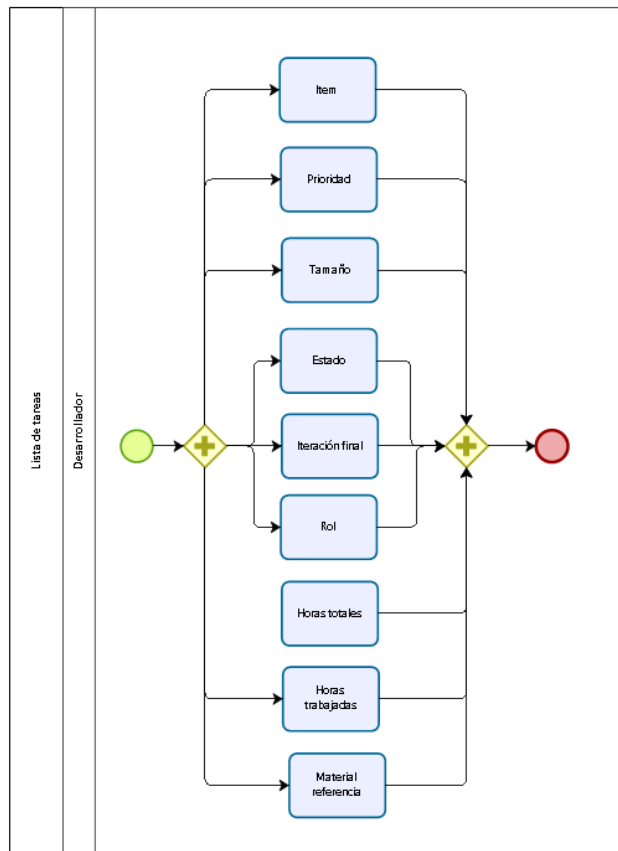 Lista de tareas
Desarrollador
Item
Prioridad
Tamaño
Estado
Iteración final
Rol
Horas totales
Horas
trabajadas
Material
referencia